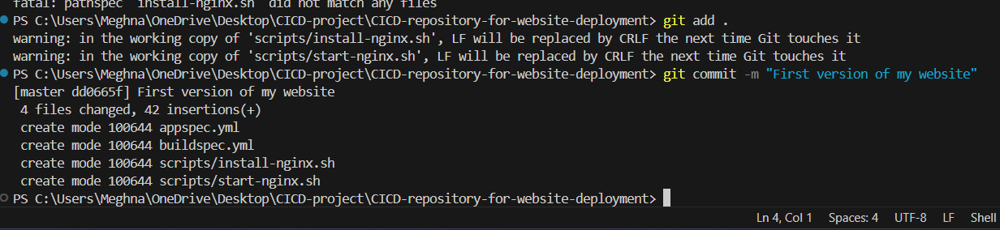 fatal: pathspec 'install-nginx.sh' did not match any files
PS C:\Users\Meghna\OneDrive\Desktop\CICD-project\CICD-repository-for-website-deployment> git add .
warning: in the working copy of 'scripts/install-nginx.sh', LF will be replaced by CRLF the next time Git touches it
warning: in the working copy of 'scripts/start-nginx.sh', LF will be replaced by CRLF the next time Git touches it
PS C:\Users\Meghna\OneDrive\Desktop\CICD-project\CICD-repository-for-website-deployment> git commit -m "First version of my website"
[master dd0665f] First version of my website
 4 files changed, 42 insertions(+)
 create mode 100644 appspec.yml
 create mode 100644 buildspec.yml
 create mode 100644 scripts/install-nginx.sh
 create mode 100644 scripts/start-nginx.sh
PS C:\Users\Meghna\OneDrive\Desktop\CICD-project\CICD-repository-for-website-deployment>
Ln 4, Col 1 Spaces: 4 UTF-8 LF Shell